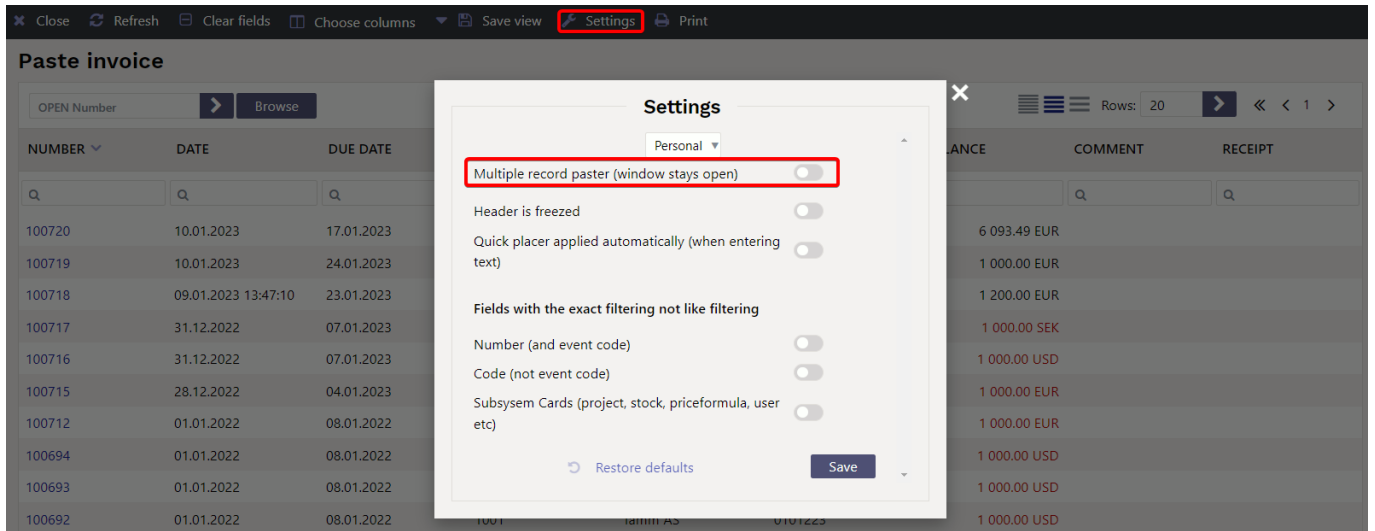 Close Refresh Clear fields Choose columns Save view Settings Print
Paste invoice
OPEN Number Browse Rows: 20 1
Settings
Personal
NUMBER DATE DUE DATE LANCE COMMENT RECEIPT
Multiple record paster (window stays open)
Header is freezed
Quick placer applied automatically (when entering
text)
Fields with the exact filtering not like filtering
Number (and event code)
Code (not event code)
Subsysem Cards (project, stock, priceformula, user
etc)
Restore defaults Save
100720 10.01.2023 17.01.2023 6 093.49 EUR
100719 10.01.2023 24.01.2023 1 000.00 EUR
100718 09.01.2023 13:47:10 23.01.2023 1 200.00 EUR
100717 31.12.2022 07.01.2023 1 000.00 SEK
100716 31.12.2022 07.01.2023 1 000.00 USD
100715 28.12.2022 04.01.2023 1 000.00 EUR
100712 01.01.2022 08.01.2022 1 000.00 EUR
100694 01.01.2022 08.01.2022 1 000.00 USD
100693 01.01.2022 08.01.2022 1 000.00 USD
100692 01.01.2022 08.01.2022 1001 Tamm AS 0101223 1 000.00 USD